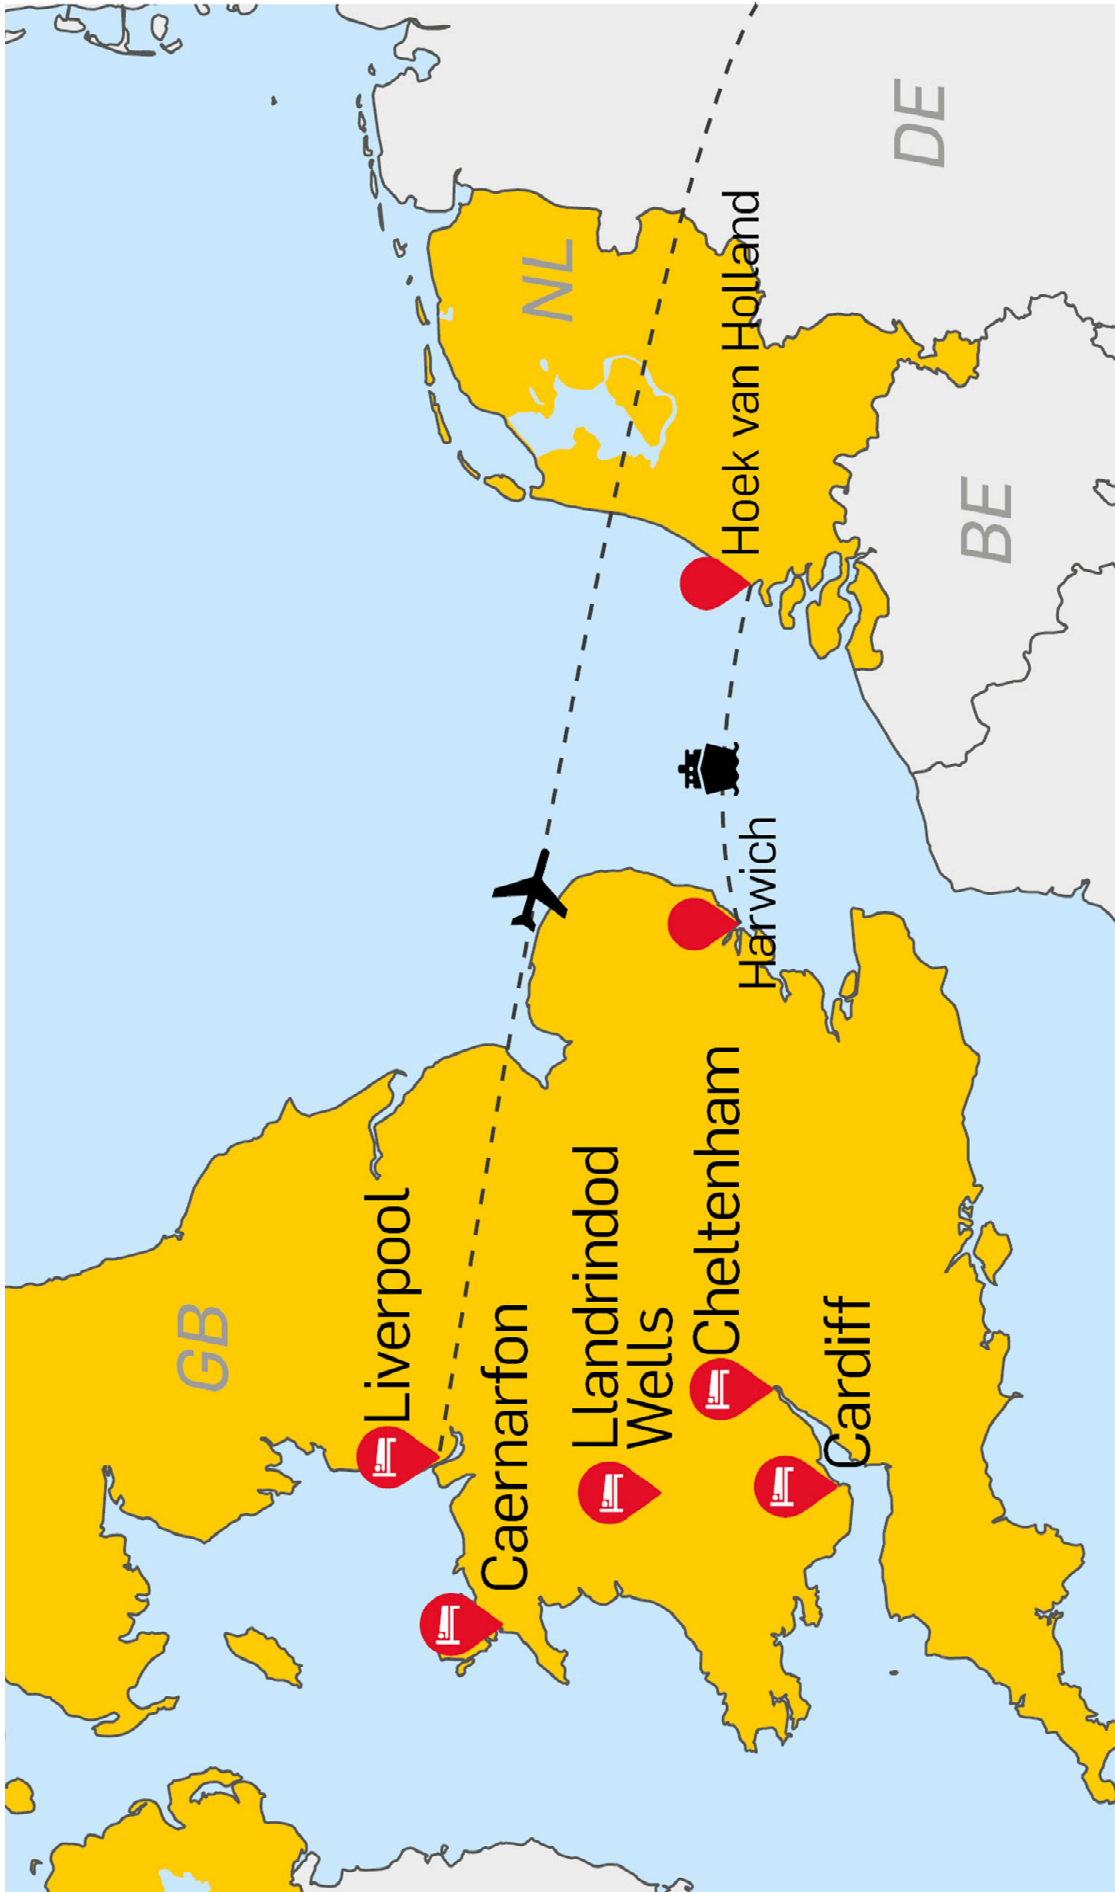 GB
NL
DE
BE
Liverpool
Caernarfon
Llandrindod
Wells
Cheltenham
Cardiff
Harwich
Hoek van Holland